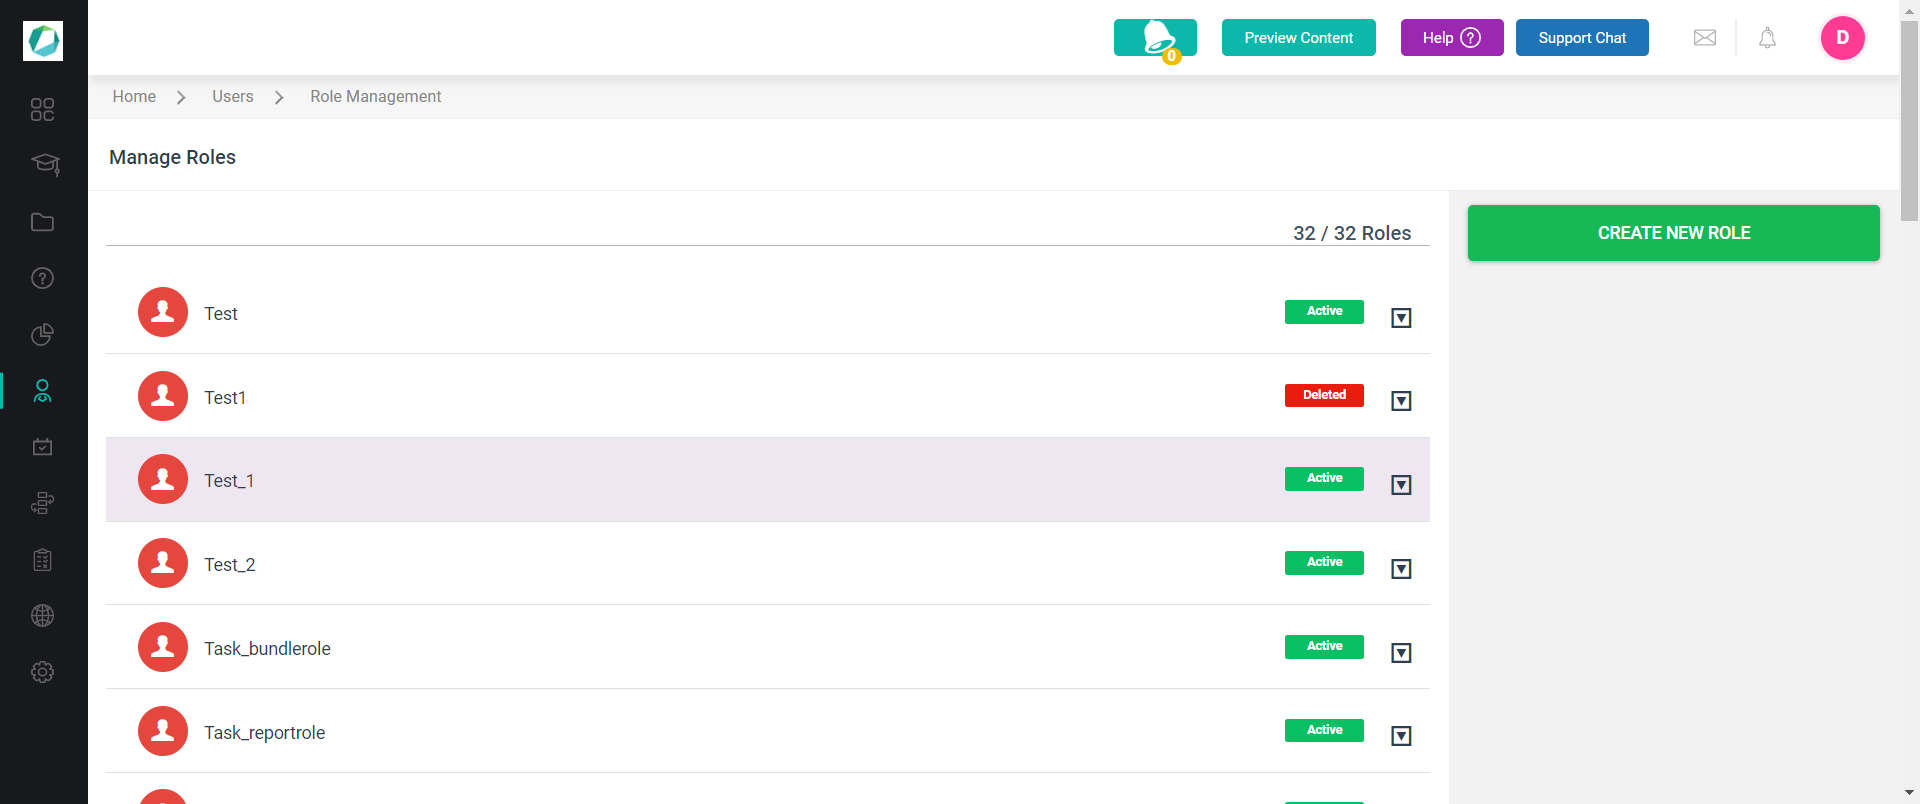 0
Preview Content
Help ?
Support Chat
D
Home > Users > Role Management
Manage Roles
32 / 32 Roles
CREATE NEW ROLE
Test Active
Test1 Deleted
Test_1 Active
Test_2 Active
Task_bundlerole Active
Task_reportrole Active